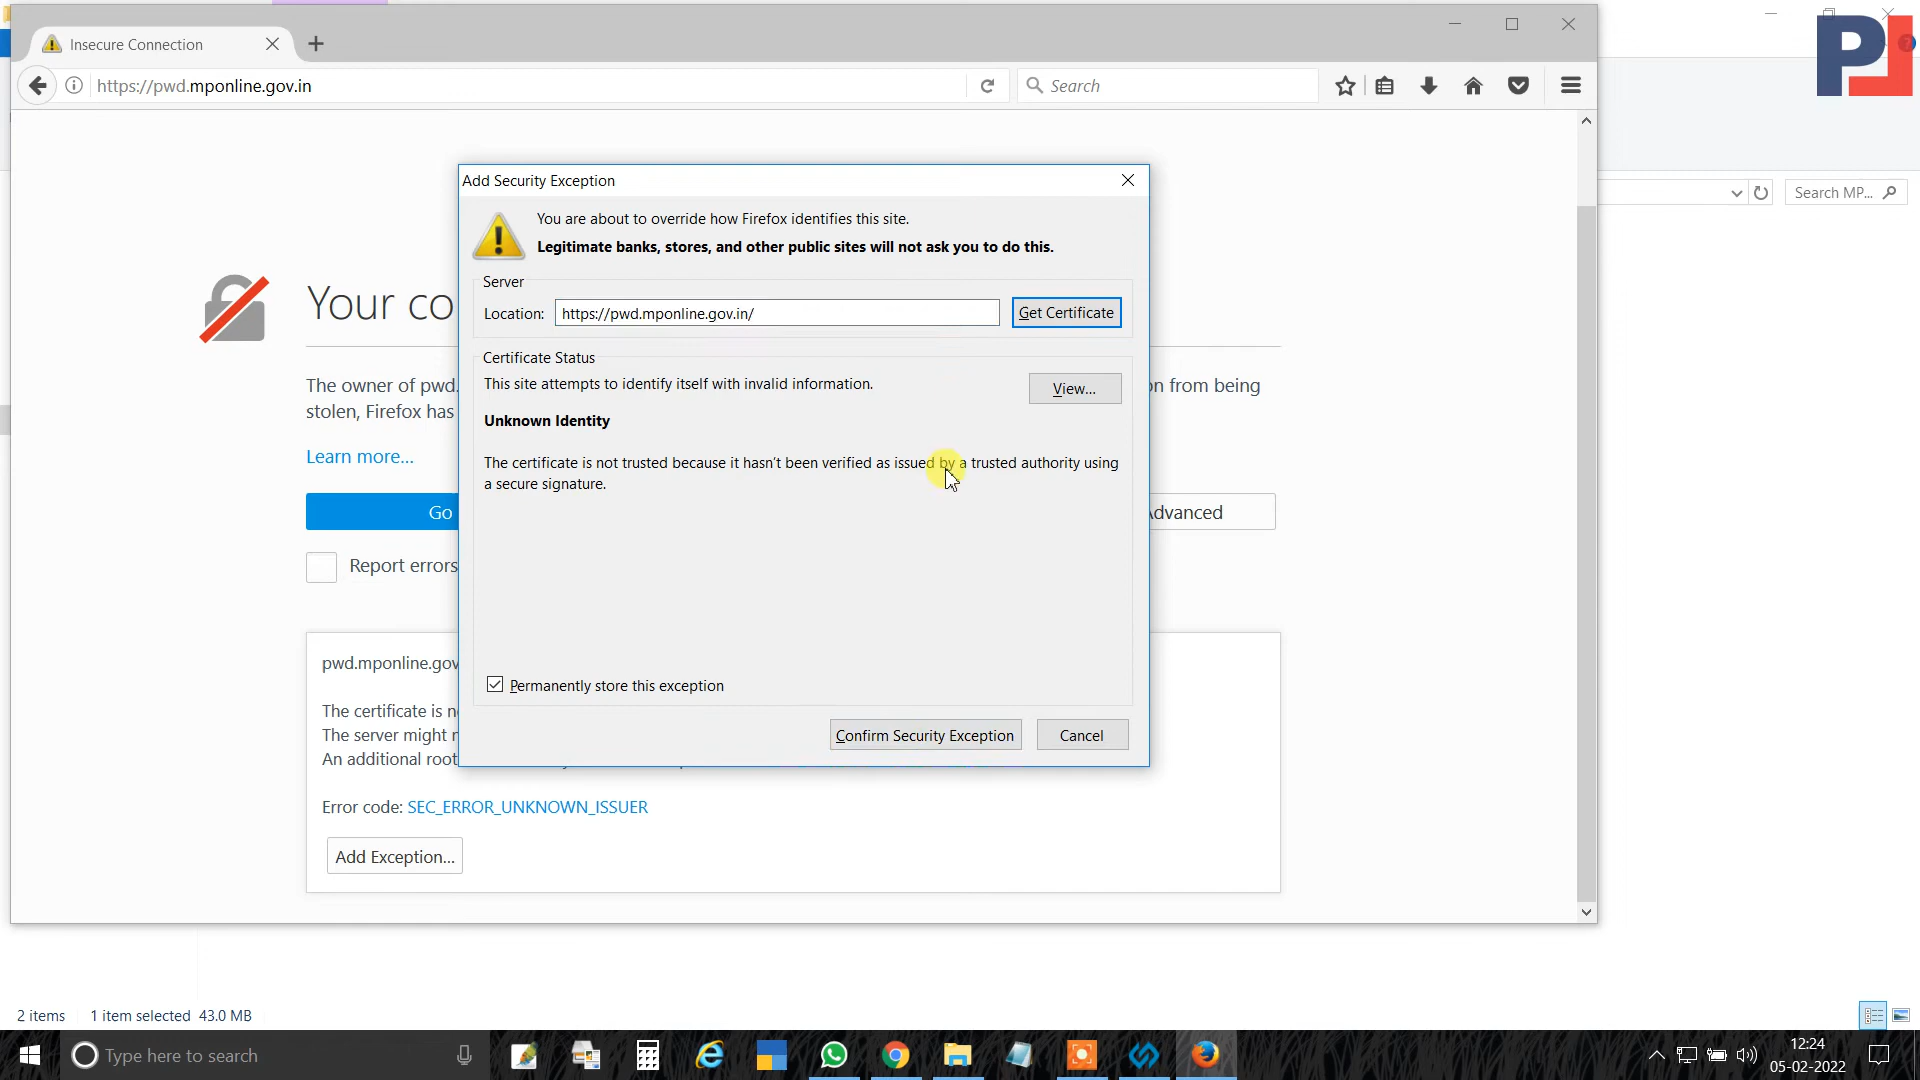 Insecure Connection
https://pwd.mponline.gov.in
Search
Search MP...
Add Security Exception
You are about to override how Firefox identifies this site.
Legitimate banks, stores, and other public sites will not ask you to do this.
Server
Location:
https://pwd.mponline.gov.in/
Get Certificate
Your co
Certificate Status
This site attempts to identify itself with invalid information.
View...
The owner of pwd.
on from being
stolen, Firefox has
Unknown Identity
Learn more...
The certificate is not trusted because it hasn't been verified as issued by a trusted authority using
a secure signature.
Go
Advanced
Report errors
pwd.mponline.gov
Permanently store this exception
The certificate is n
The server might
An additional root
Confirm Security Exception
Cancel
Error code: SEC_ERROR_UNKNOWN_ISSUER
Add Exception...
2 items
1 item selected 43.0 MB
Type here to search
12:24
05-02-2022